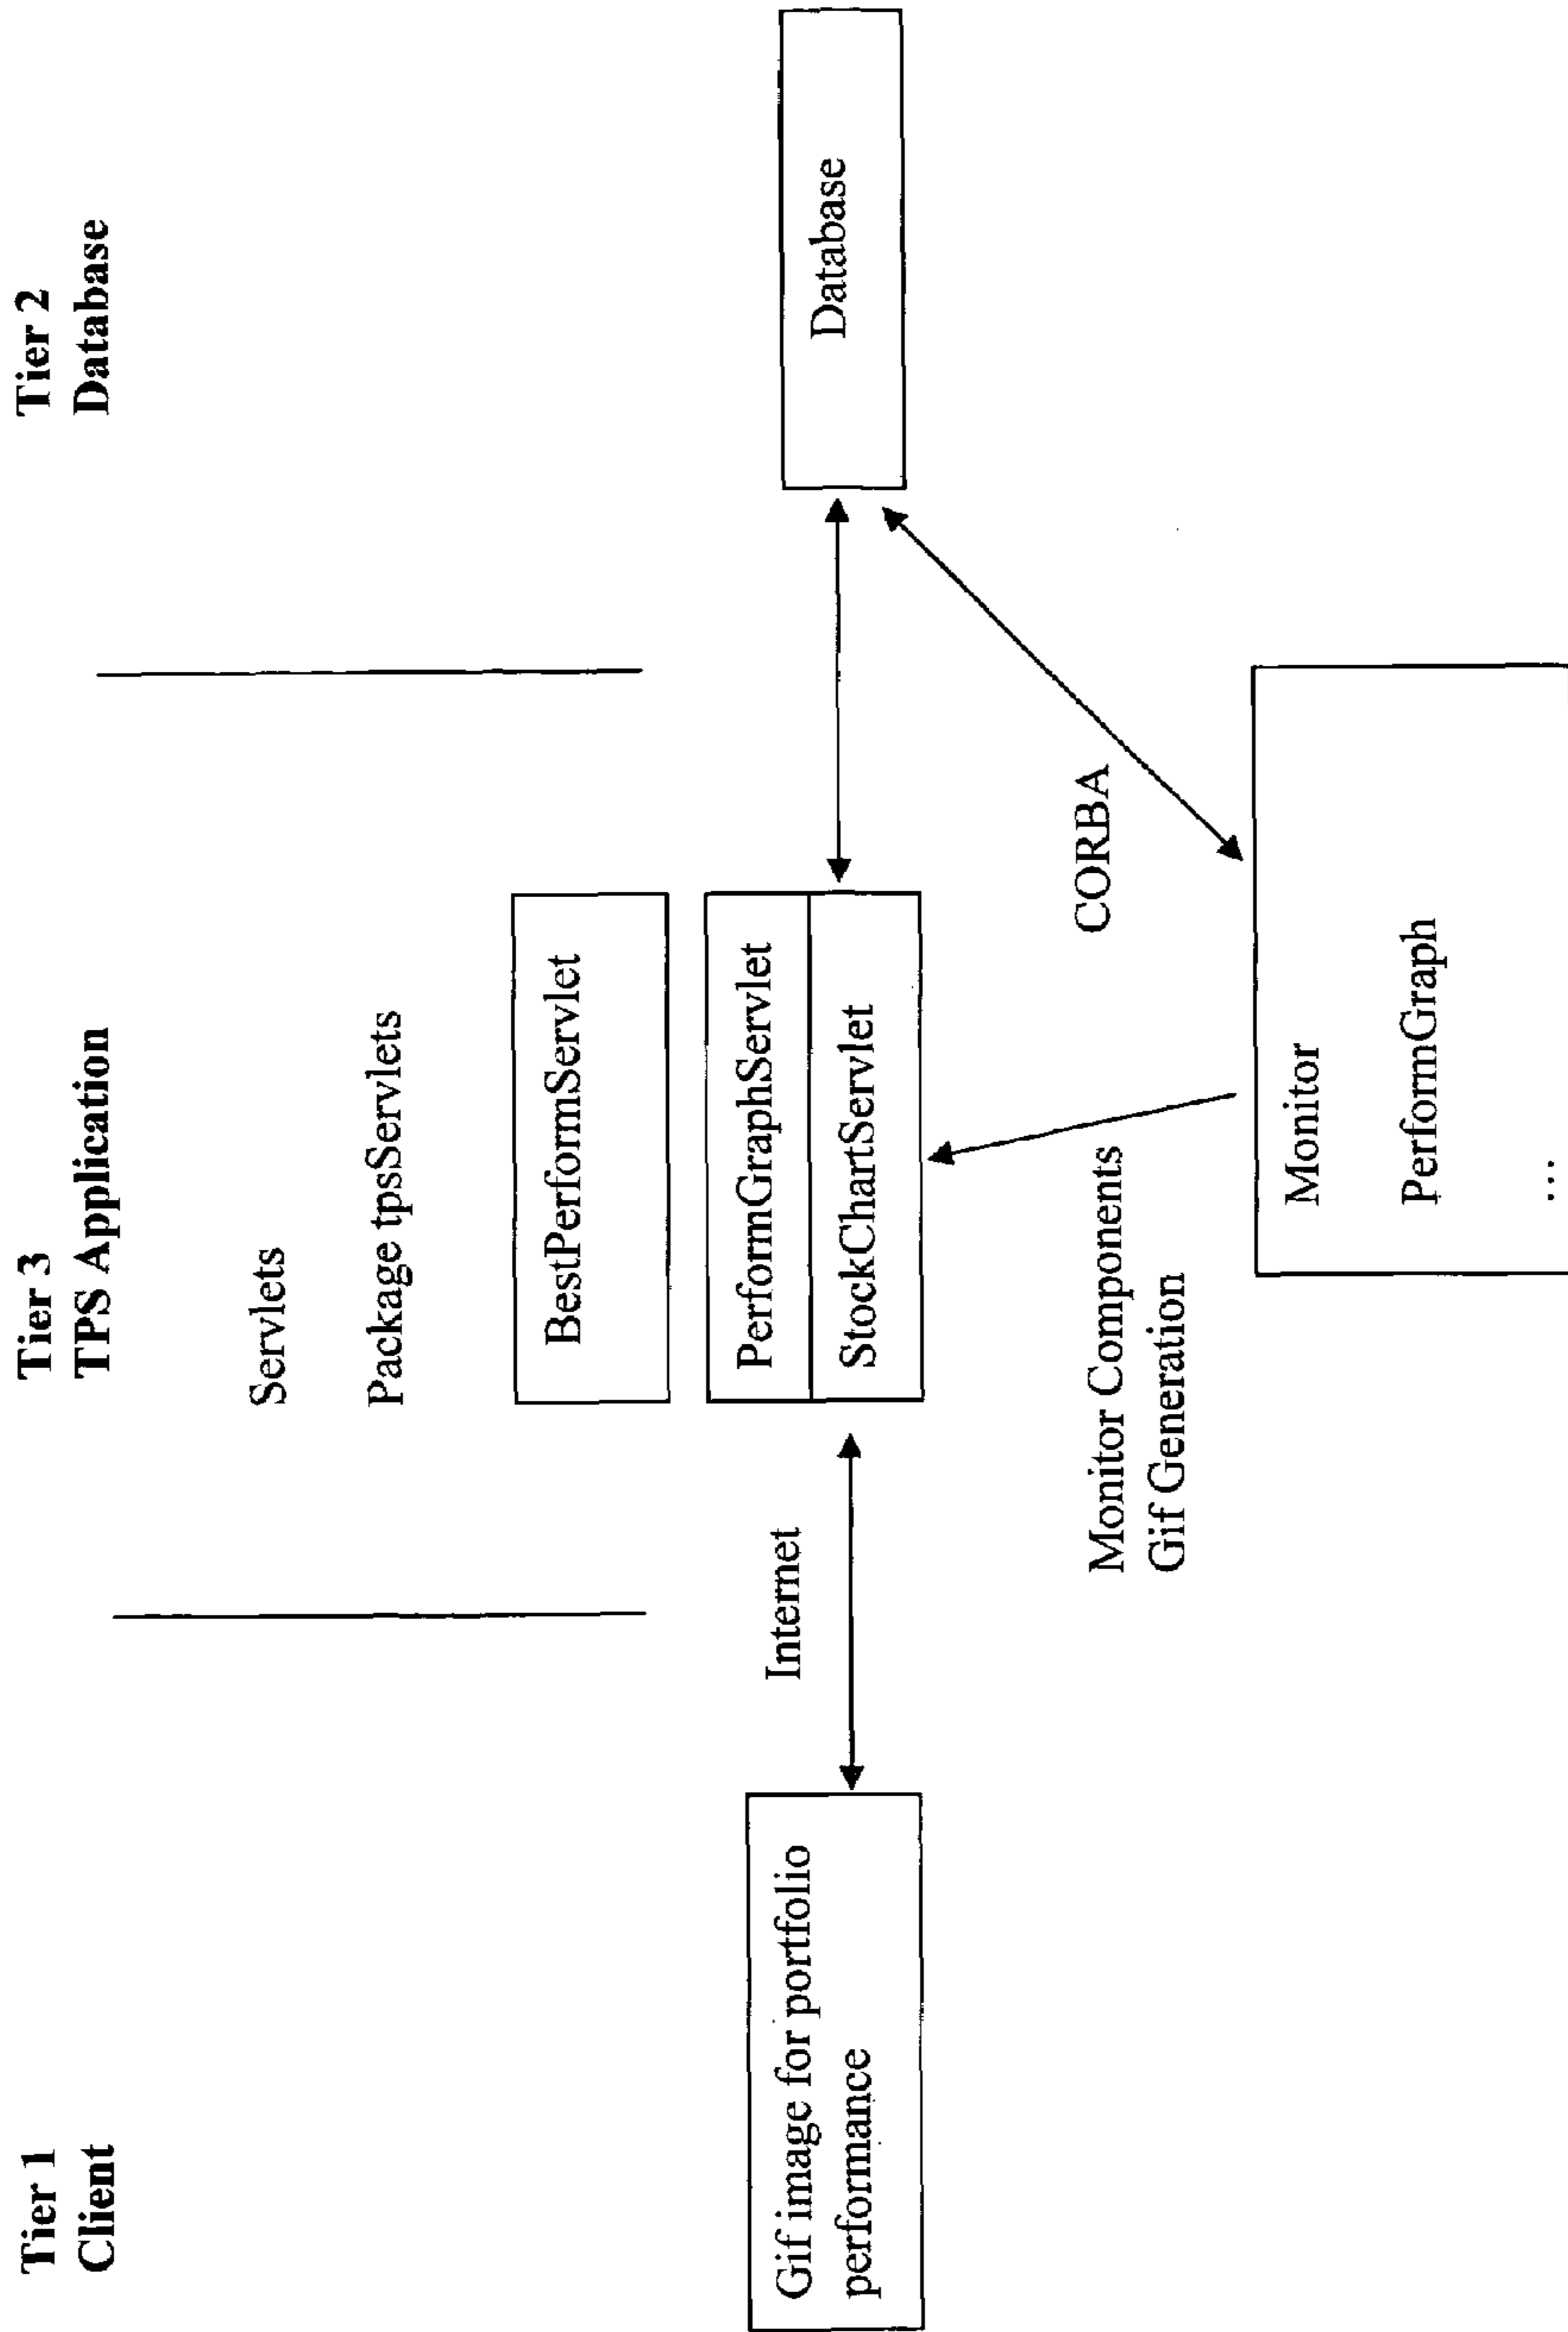 Tier 1
Client
Tier 3
TPS Application
Tier 2
Database
Servlets
Package tpsServlets
BestPerformServlet
Gif image for portfolio
performance
Internet
PerformGraphServlet
StockChartServlet
Database
Monitor Components
Gif Generation
CORBA
Monitor
PerformGraph
...